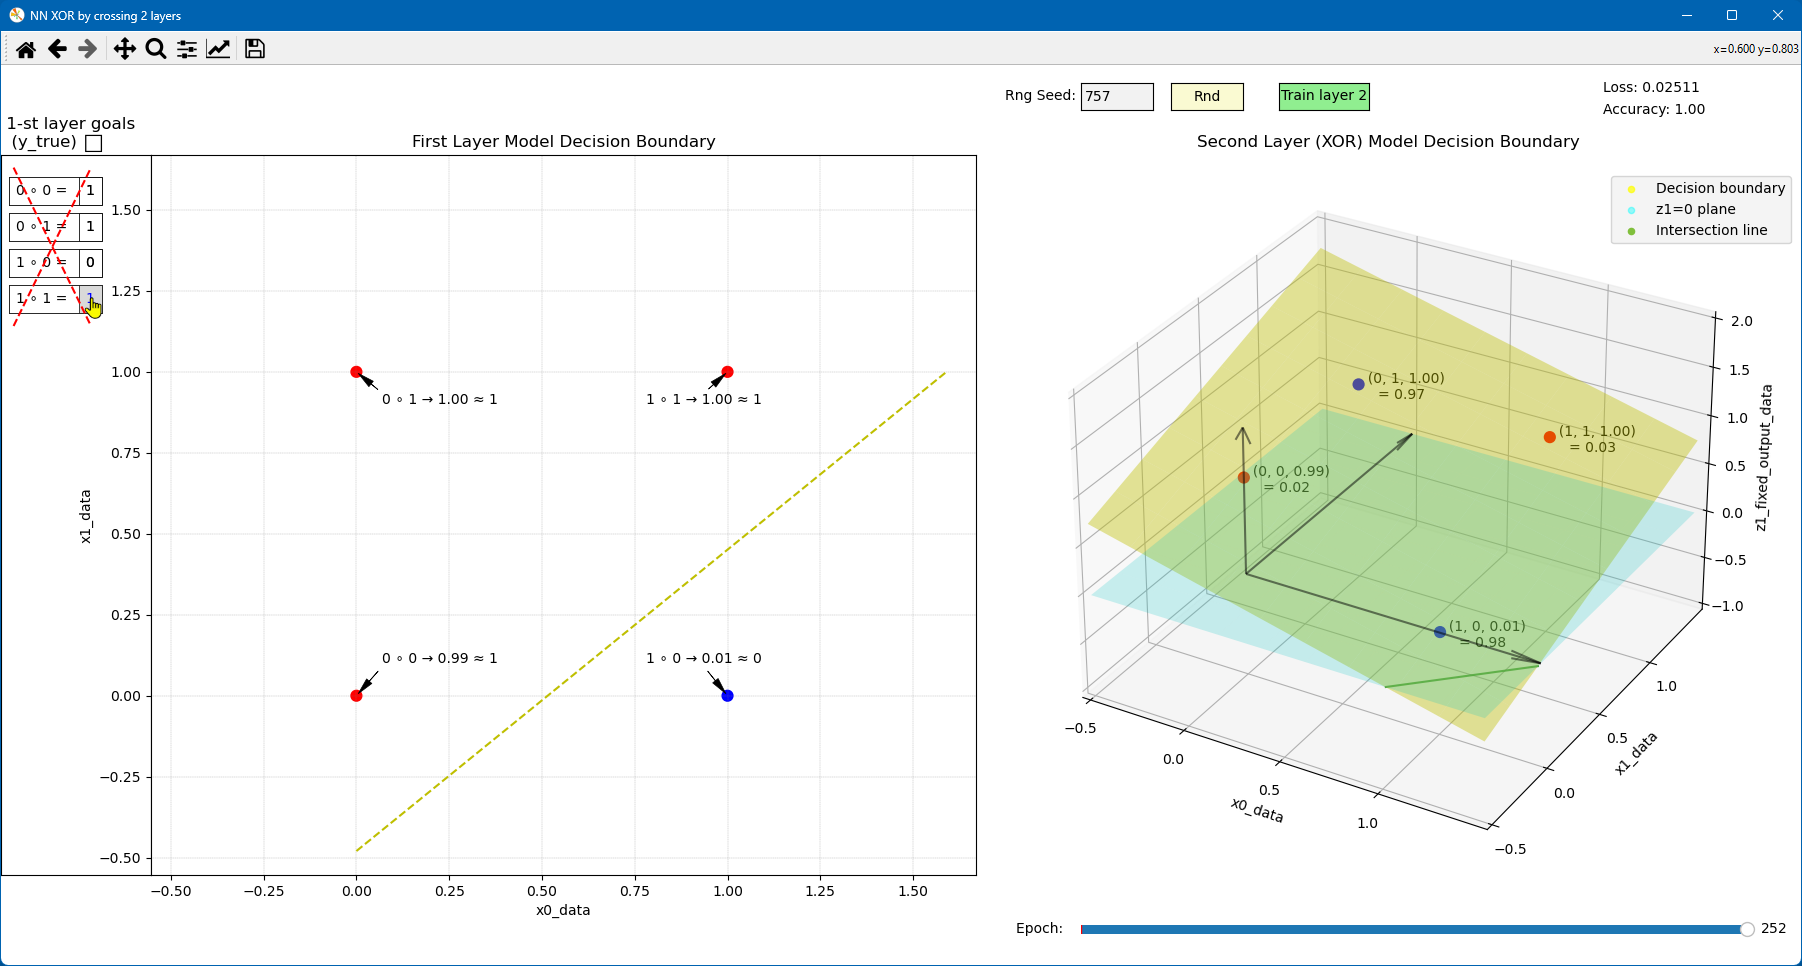 NN XOR by crossing 2 layers
x=0.600 y=0.803
Rng Seed: 757 Rnd Train layer 2
Loss: 0.02511
Accuracy: 1.00
1-st layer goals
(y_true)
0 ∘ 0 = 1
0 ∘ 1 = 1
1 ∘ 0 = 0
1 ∘ 1 = 1
First Layer Model Decision Boundary
1.50
1.25
1.00
0.75
0.50
0.25
0.00
−0.25
−0.50
x1_data
0 ∘ 1 → 1.00 ≈ 1
1 ∘ 1 → 1.00 ≈ 1
0 ∘ 0 → 0.99 ≈ 1
1 ∘ 0 → 0.01 ≈ 0
−0.50 −0.25 0.00 0.25 0.50 0.75 1.00 1.25 1.50
x0_data
Second Layer (XOR) Model Decision Boundary
Decision boundary
z1=0 plane
Intersection line
(0, 1, 1.00)
= 0.97
(1, 1, 1.00)
= 0.03
(0, 0, 0.99)
= 0.02
(1, 0, 0.01)
= 0.98
2.0
1.5
1.0
0.5
0.0
−0.5
−1.0
z1_fixed_output_data
−0.5
0.0
0.5
1.0
x0_data
1.0
0.5
0.0
−0.5
x1_data
Epoch: 252